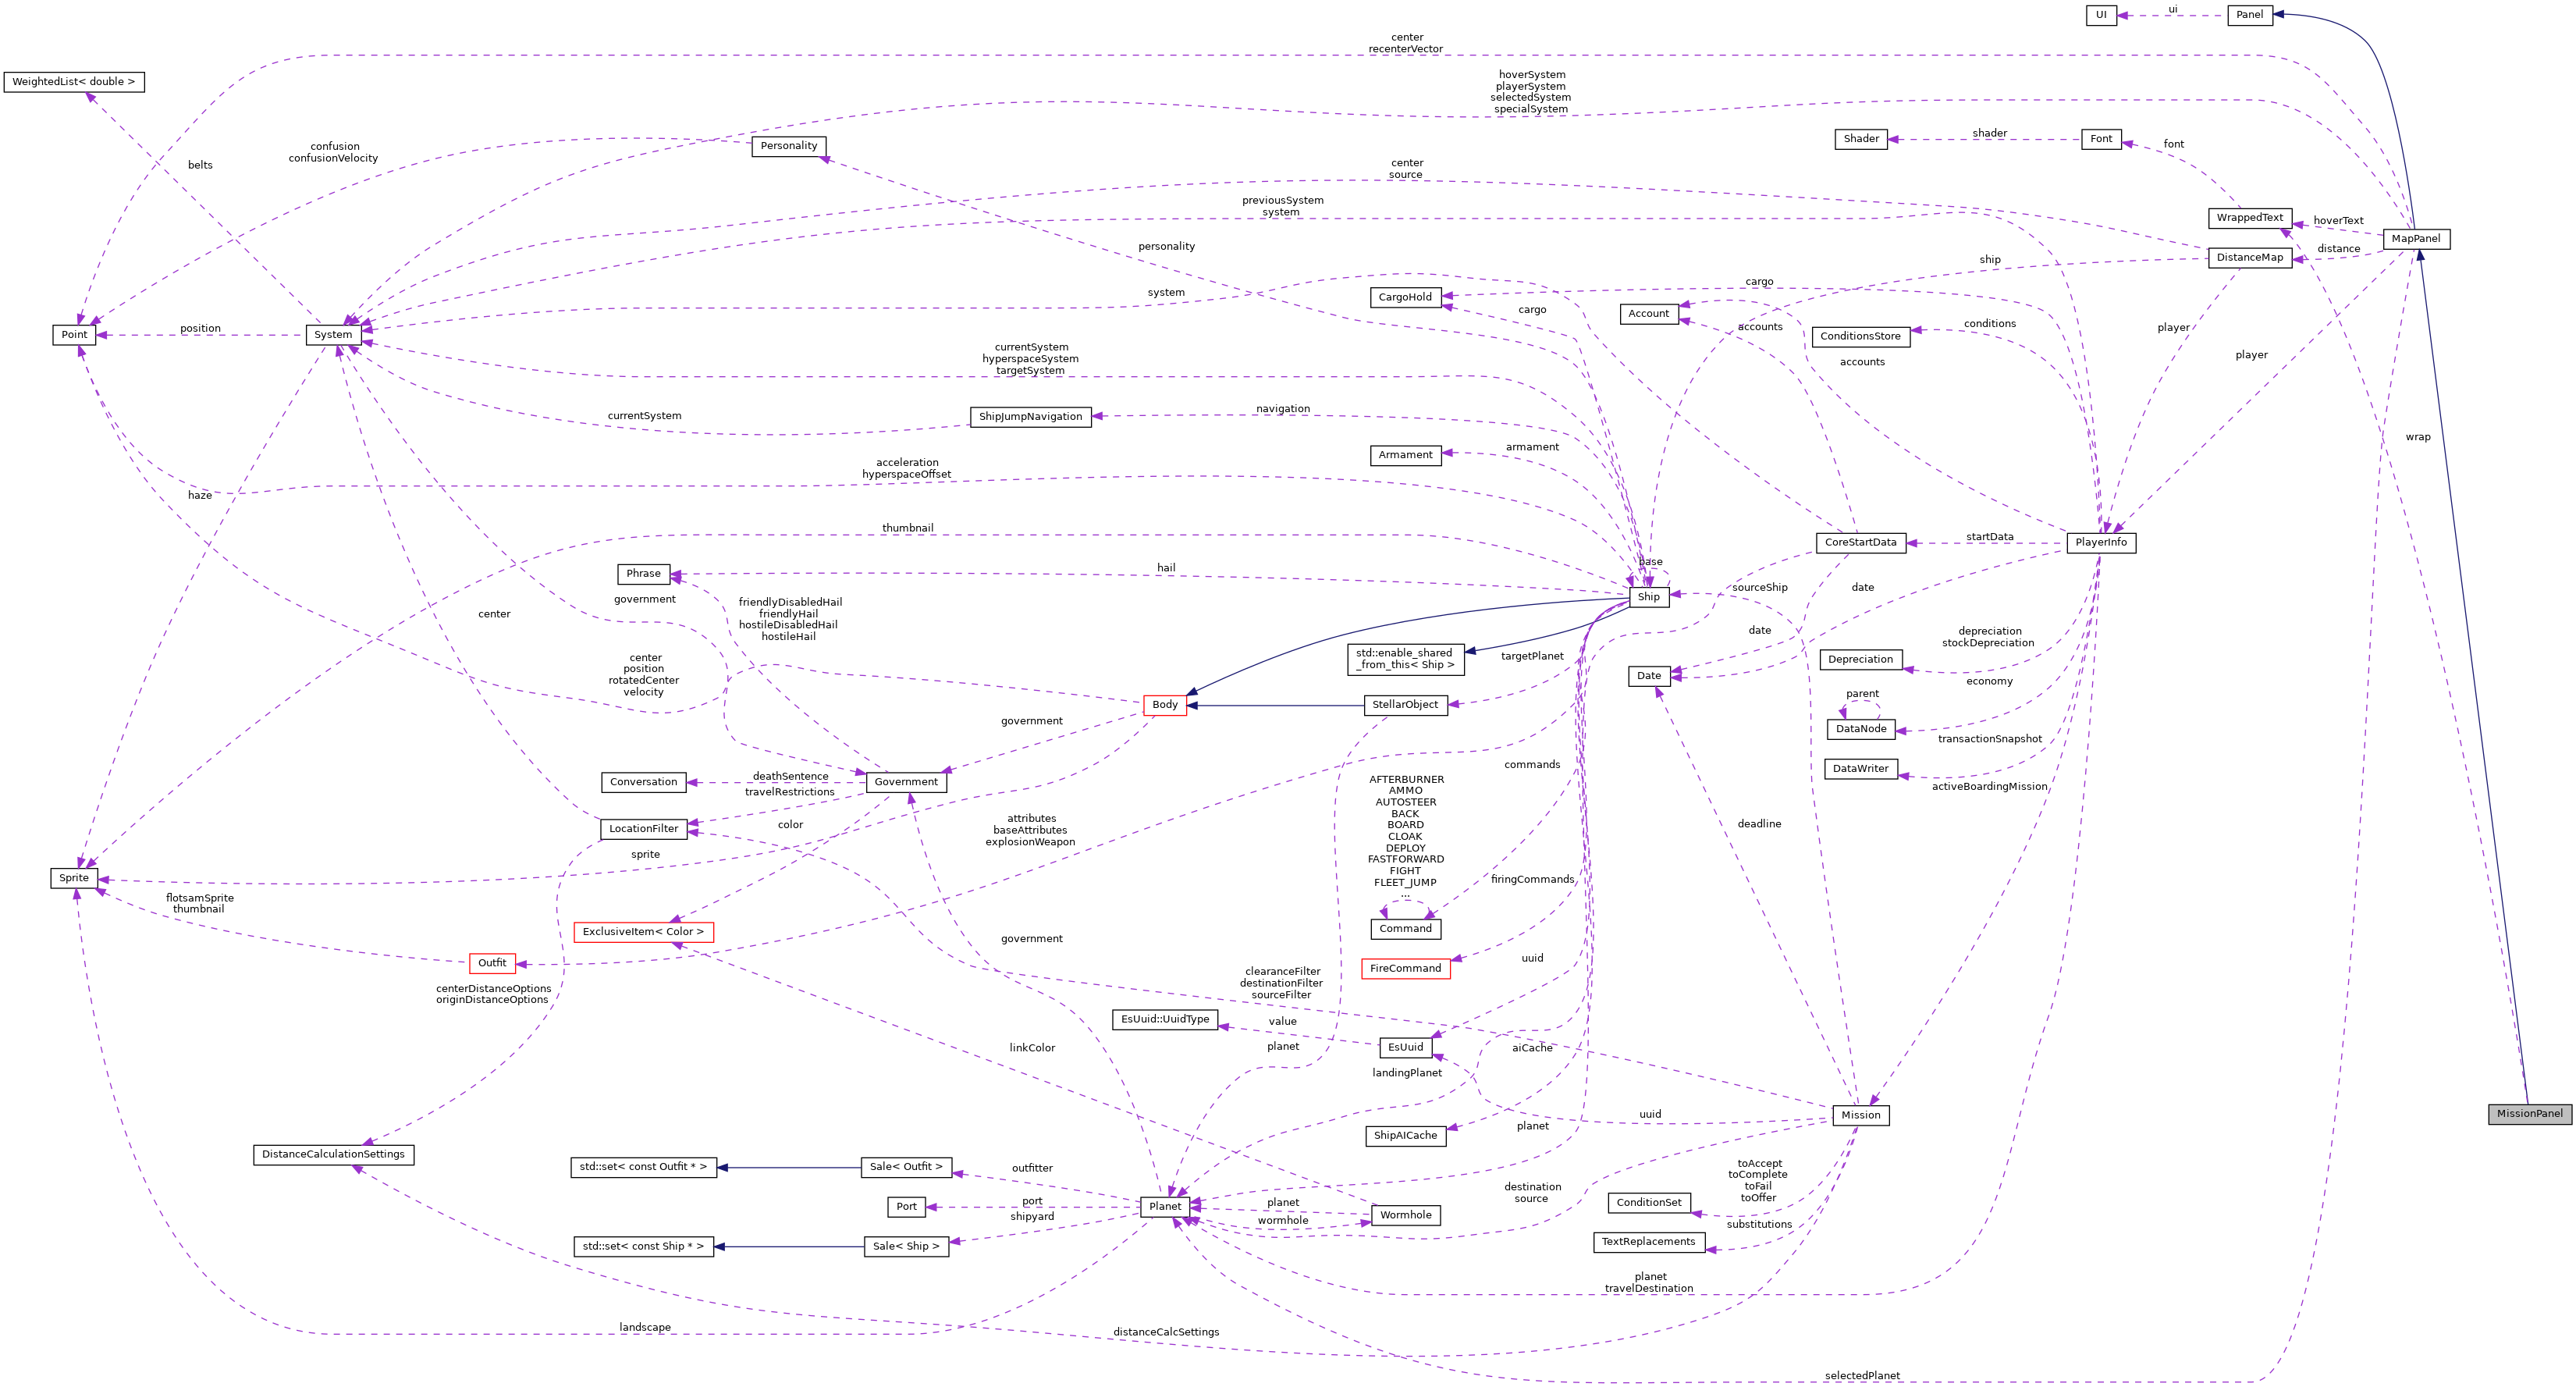 UI
ui
Panel
center
recenterVector
WeightedList< double >
hoverSystem
playerSystem
selectedSystem
specialSystem
Shader
shader
Font
font
confusion
confusionVelocity
Personality
belts
center
source
previousSystem
system
WrappedText
hoverText
MapPanel
personality
distance
DistanceMap
ship
cargo
system
CargoHold
cargo
Account
accounts
conditions
ConditionsStore
accounts
player
player
Point
position
System
currentSystem
hyperspaceSystem
targetSystem
currentSystem
ShipJumpNavigation
navigation
wrap
Armament
armament
acceleration
hyperspaceOffset
haze
thumbnail
CoreStartData
startData
PlayerInfo
Phrase
hail
base
Ship
sourceShip
date
government
center
friendlyDisabledHail
friendlyHail
hostileDisabledHail
hostileHail
date
depreciation
stockDepreciation
std::enable_shared
_from_this< Ship >
targetPlanet
Depreciation
Date
center
position
rotatedCenter
velocity
economy
parent
Body
StellarObject
government
DataNode
transactionSnapshot
Conversation
deathSentence
Government
commands
DataWriter
travelRestrictions
AFTERBURNER
AMMO
AUTOSTEER
BACK
BOARD
CLOAK
DEPLOY
FASTFORWARD
FIGHT
FLEET_JUMP
...
activeBoardingMission
LocationFilter
color
attributes
baseAttributes
explosionWeapon
deadline
sprite
Sprite
firingCommands
flotsamSprite
thumbnail
ExclusiveItem< Color >
Command
government
Outfit
uuid
FireCommand
centerDistanceOptions
originDistanceOptions
clearanceFilter
destinationFilter
sourceFilter
EsUuid::UuidType
value
linkColor
planet
EsUuid
aiCache
landingPlanet
uuid
Mission
MissionPanel
planet
ShipAICache
DistanceCalculationSettings
std::set< const Outfit * >
Sale< Outfit >
outfitter
toAccept
toComplete
toFail
toOffer
destination
source
Port
port
Planet
planet
ConditionSet
shipyard
wormhole
Wormhole
substitutions
std::set< const Ship * >
Sale< Ship >
TextReplacements
planet
travelDestination
landscape
distanceCalcSettings
selectedPlanet